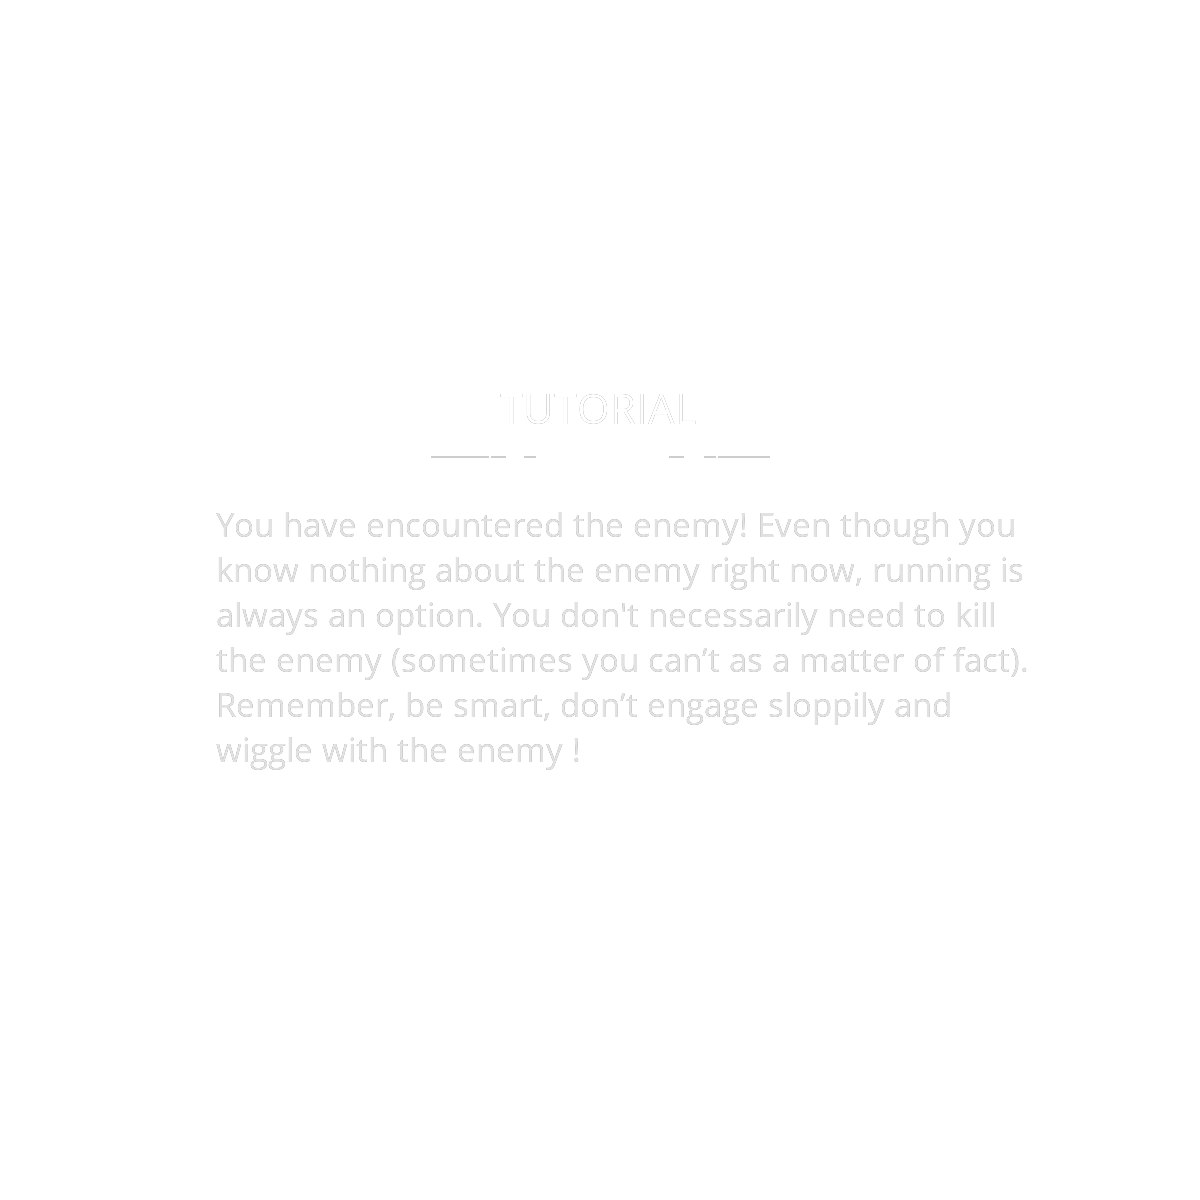 TUTORIAL
You have encountered the enemy! Even though you
know nothing about the enemy right now, running is
always an option. You don't necessarily need to kill
the enemy (sometimes you can’t as a matter of fact).
Remember, be smart, don’t engage sloppily and
wiggle with the enemy !